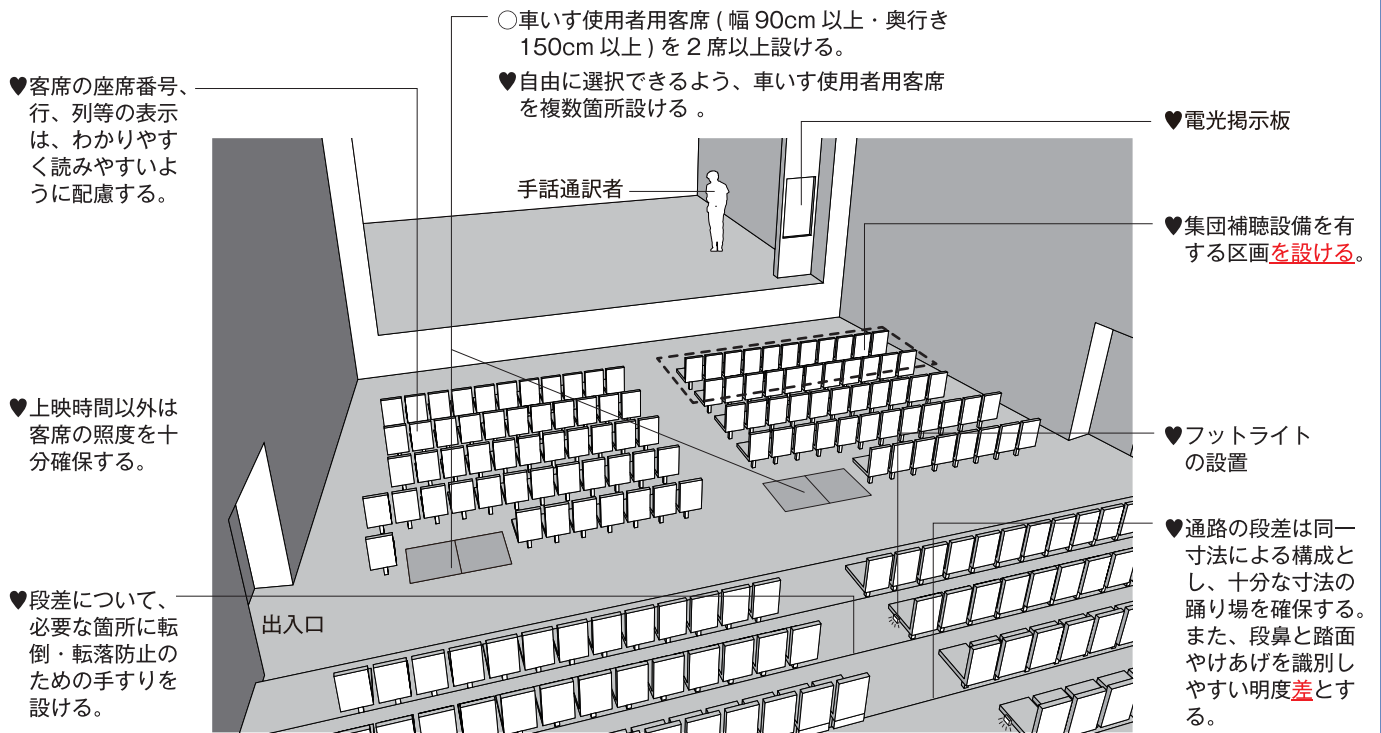 ○車いす使用者用客席 ( 幅 90cm 以上・奥行き
150cm 以上 ) を 2 席以上設ける。
♥自由に選択できるよう、車いす使用者用客席
を複数箇所設ける 。
♥客席の座席番号、
行、列等の表示
は、わかりやす
く読みやすいよ
うに配慮する。
♥電光掲示板
手話通訳者
♥集団補聴設備を有
する区画を設ける。
♥上映時間以外は
客席の照度を十
分確保する。
♥フットライト
の設置
♥通路の段差は同一
寸法による構成と
し、十分な寸法の
踊り場を確保する。
また、段鼻と踏面
やけあげを識別し
やすい明度差とす
る。
♥段差について、
必要な箇所に転
倒・転落防止の
ための手すりを
設ける。
出入口